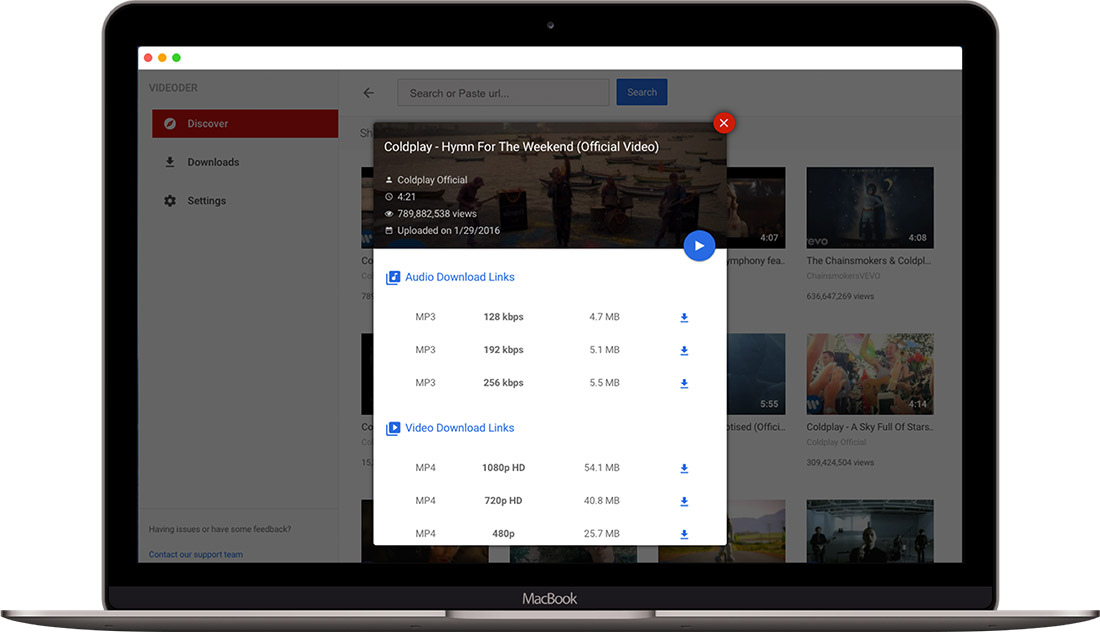 VIDEODER
Discover
Downloads
Settings
Having issues or have some feedback?
Contact our support team
Search or Paste url...
Search
Sh
Coldplay - Hymn For The Weekend (Official Video)
Coldplay Official
4:21
789,882,538 views
Uploaded on 1/29/2016
Audio Download Links
MP3 128 kbps 4.7 MB
MP3 192 kbps 5.1 MB
MP3 256 kbps 5.5 MB
Video Download Links
MP4 1080p HD 54.1 MB
MP4 720p HD 40.8 MB
MP4 480p 25.7 MB
4:07
vevo
4:08
Co
ymphony fea..
The Chainsmokers & Coldpl..
Col
ChainsmokersVEVO
789
636,647,269 views
5:55
4:14
Co
otised (Offici..
Coldplay - A Sky Full Of Stars..
Col
Coldplay Official
15,
309,424,504 views
MacBook